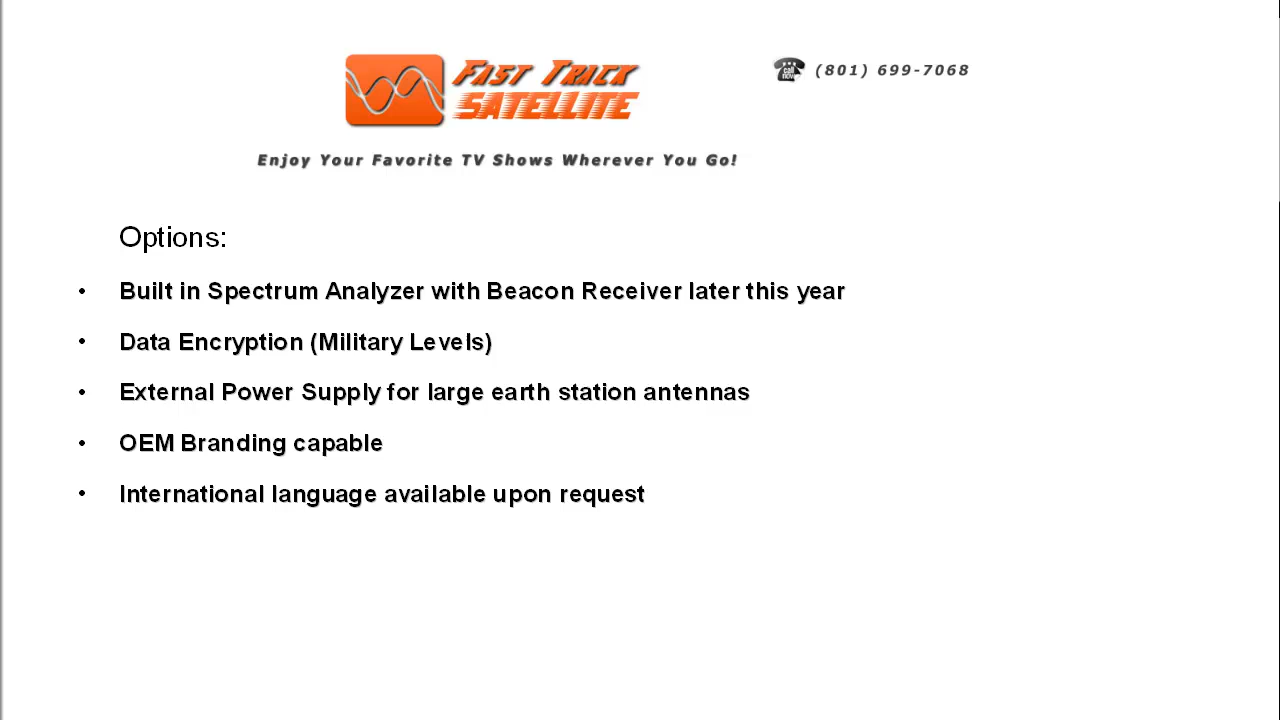 FAST TRACK
SATELLITE
call now
(801) 699-7068
Enjoy Your Favorite TV Shows Wherever You Go!
Options:
• Built in Spectrum Analyzer with Beacon Receiver later this year
• Data Encryption (Military Levels)
• External Power Supply for large earth station antennas
• OEM Branding capable
• International language available upon request